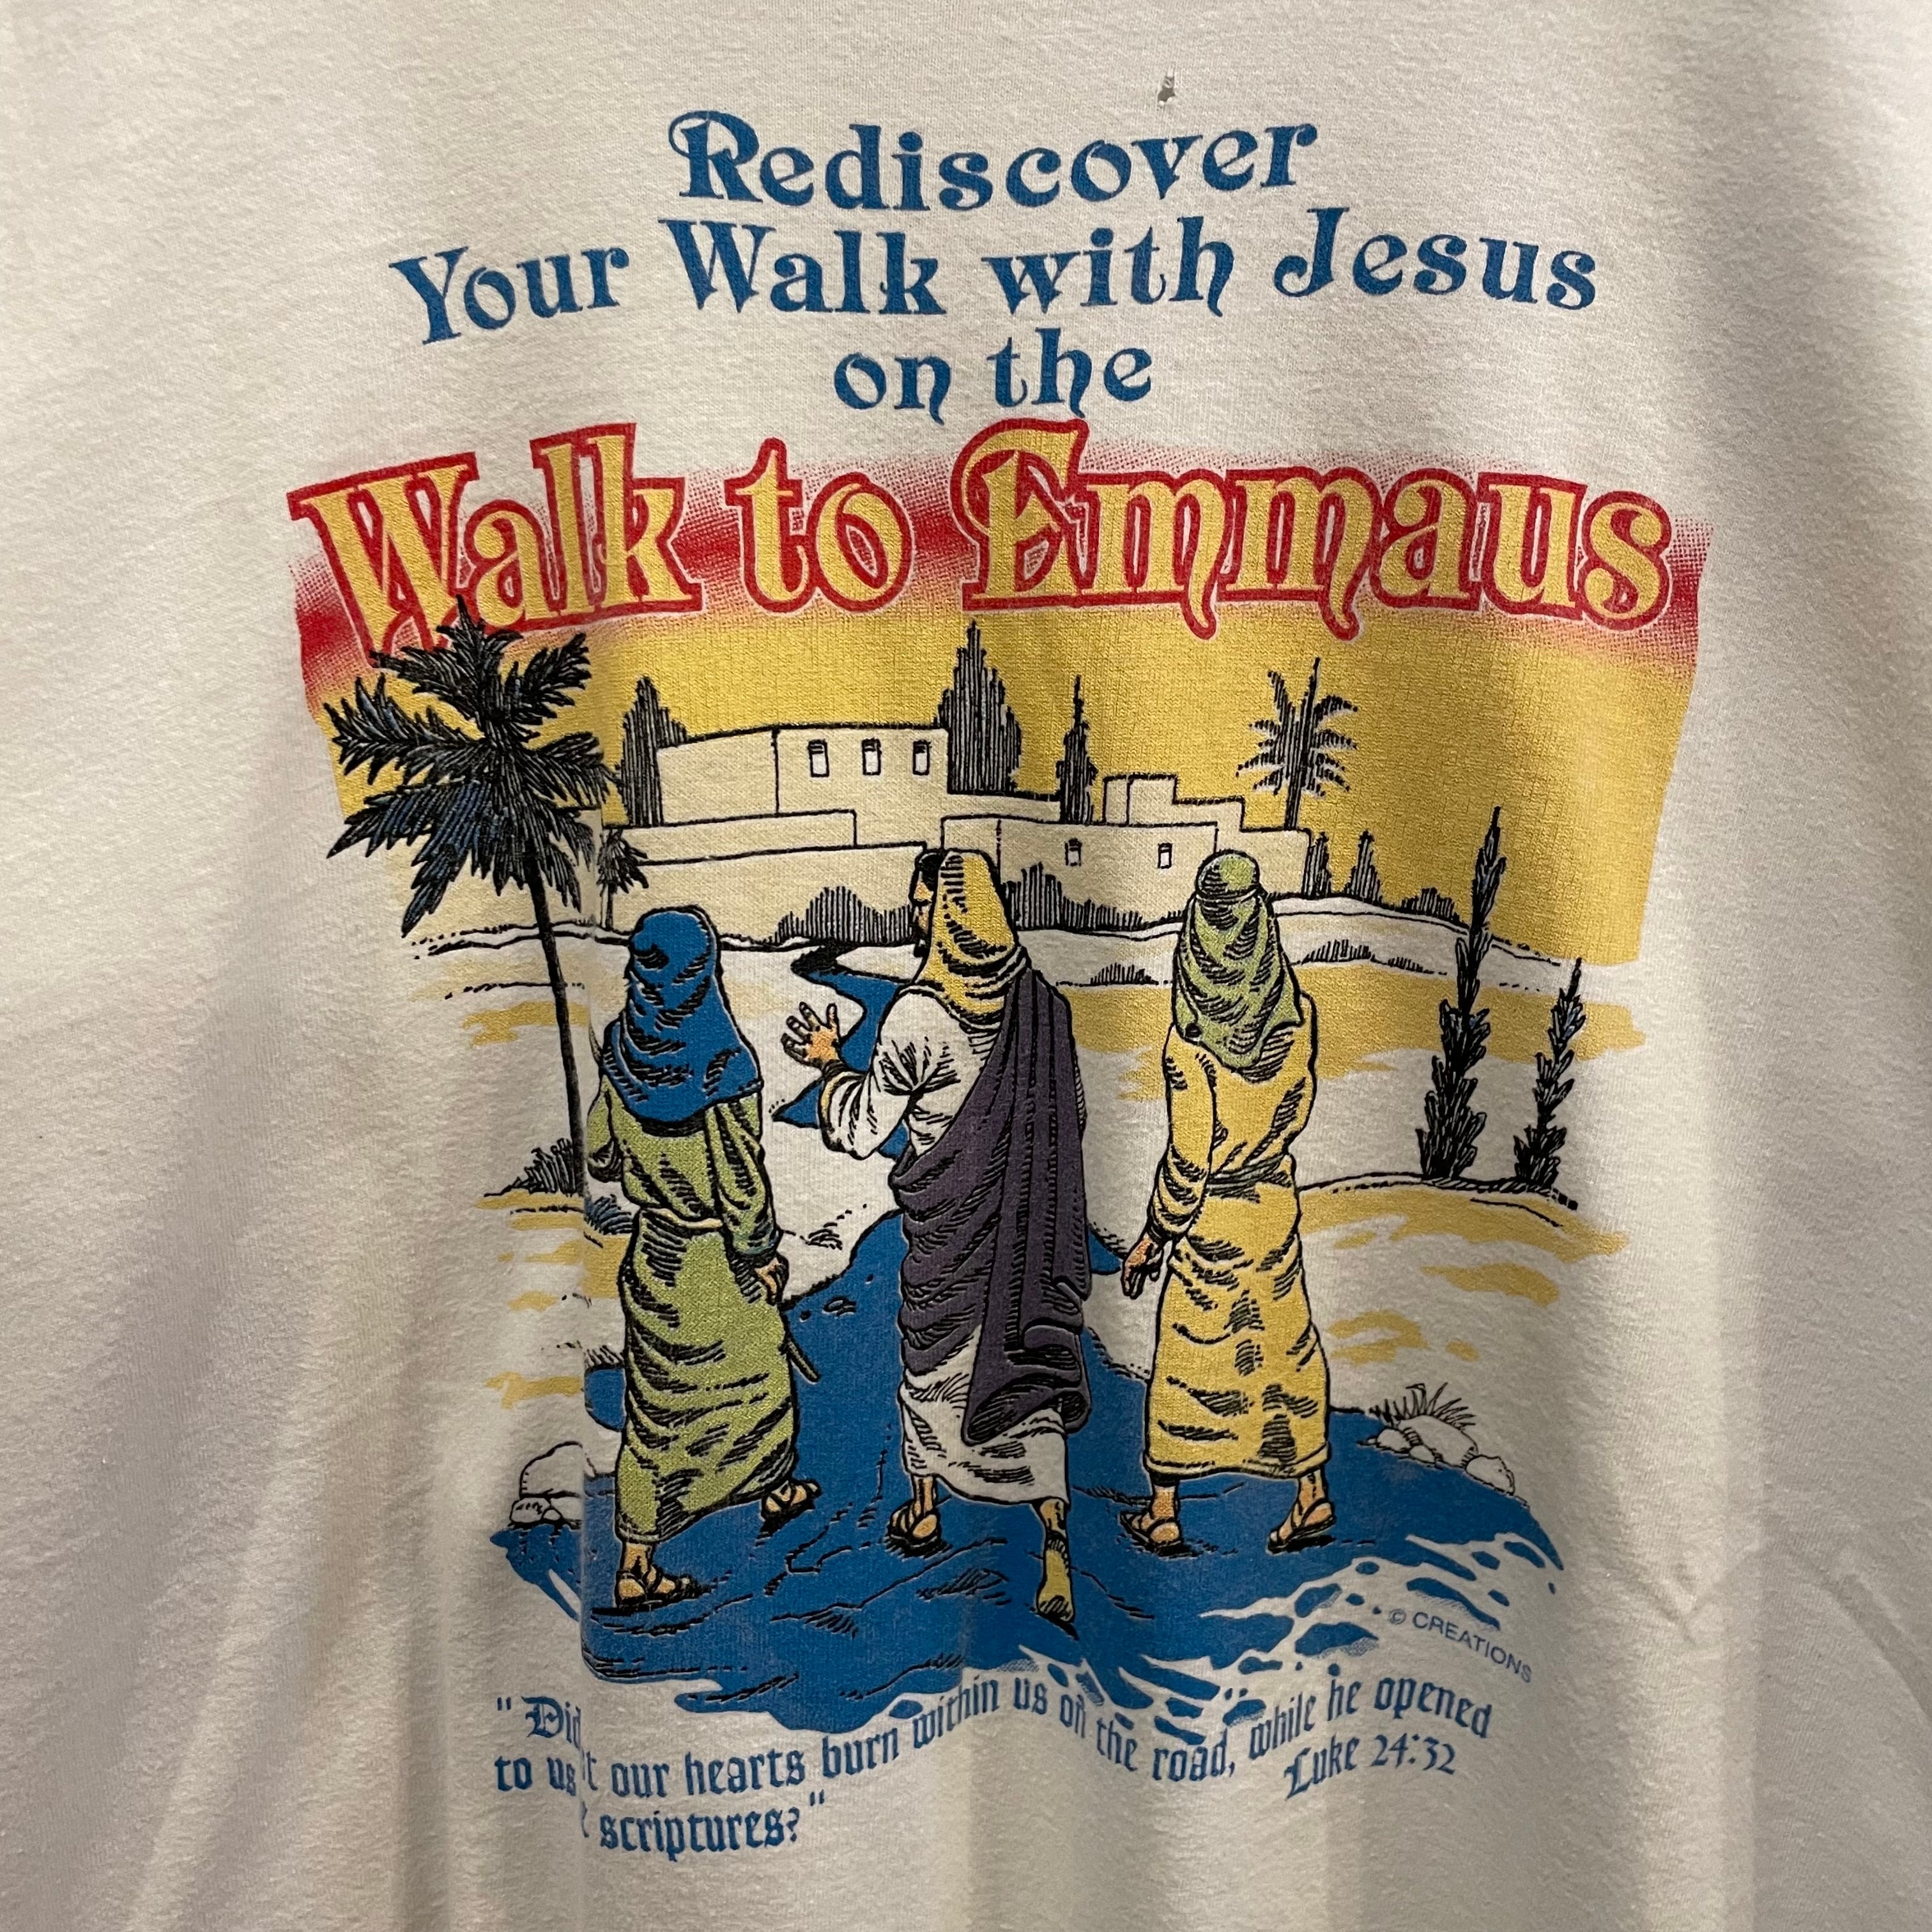 Rediscover
Your Walk with Jesus
on the
Walk to Emmaus
© CREATIONS
"Did our hearts burn within us on the road, while he opened
to us scriptures?"
Luke 24:32